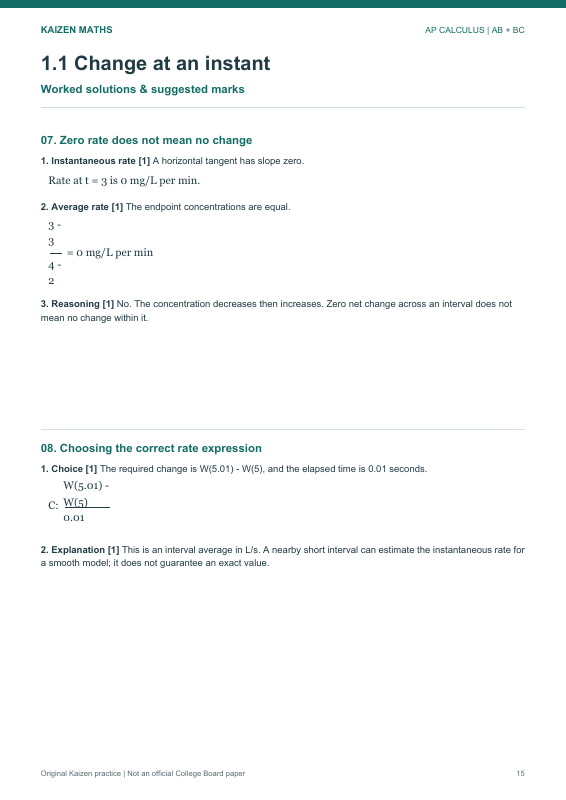 KAIZEN MATHS
AP CALCULUS | AB + BC
1.1 Change at an instant
Worked solutions & suggested marks
07. Zero rate does not mean no change
1. Instantaneous rate [1] A horizontal tangent has slope zero.
Rate at t = 3 is 0 mg/L per min.
2. Average rate [1] The endpoint concentrations are equal.
3 -
3
= 0 mg/L per min
4 -
2
3. Reasoning [1] No. The concentration decreases then increases. Zero net change across an interval does not
mean no change within it.
08. Choosing the correct rate expression
1. Choice [1] The required change is W(5.01) - W(5), and the elapsed time is 0.01 seconds.
W(5.01) -
C: W(5)
0.01
2. Explanation [1] This is an interval average in L/s. A nearby short interval can estimate the instantaneous rate for
a smooth model; it does not guarantee an exact value.
Original Kaizen practice | Not an official College Board paper
15